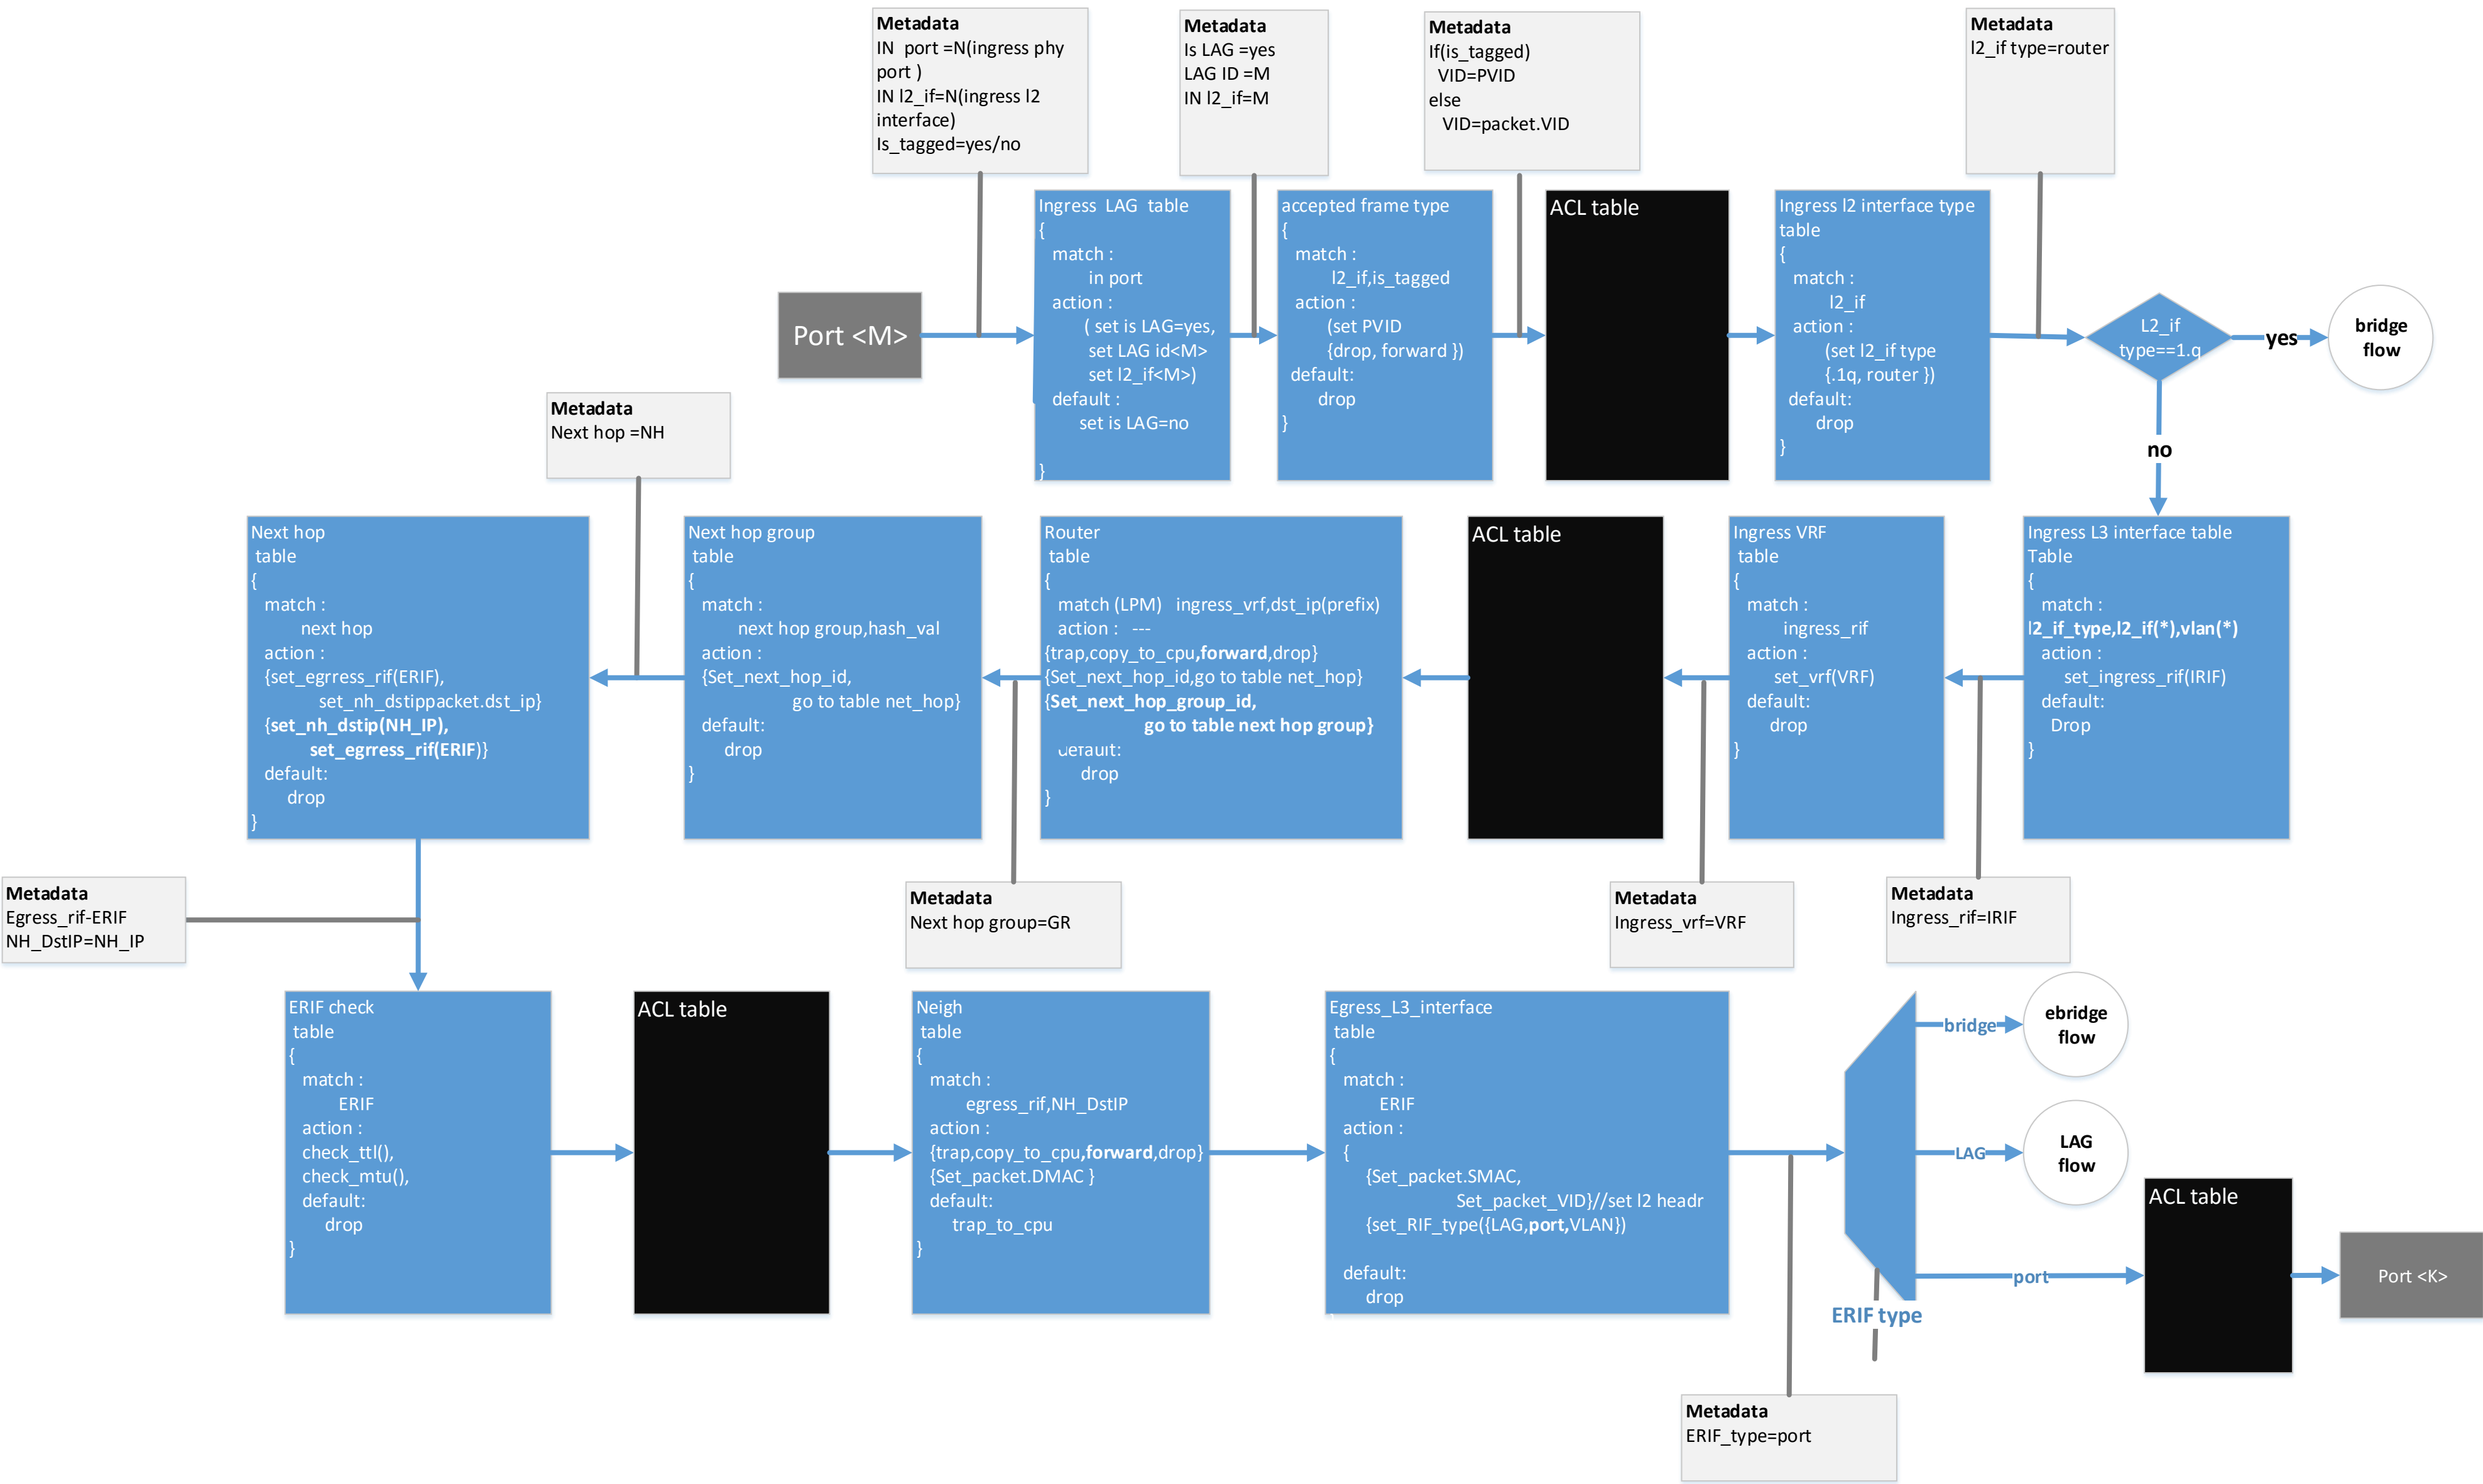 Metadata
IN  port =N(ingress phy
port )
IN l2_if=N(ingress l2
interface)
Is_tagged=yes/no
Metadata
Is LAG =yes
LAG ID =M
IN l2_if=M
Metadata
If(is_tagged)
VID=PVID
else
VID=packet.VID
Metadata
l2_if type=router
Port <M>
Ingress  LAG  table
{
match :
in port
action :
( set is LAG=yes,
set LAG id<M>
set l2_if<M>)
default :
set is LAG=no
}
accepted frame type
{
match :
l2_if,is_tagged
action :
(set PVID
{drop, forward })
default:
drop
}
ACL table
Ingress l2 interface type
table
{
match :
l2_if
action :
(set l2_if type
{.1q, router })
default:
drop
}
L2_if
type==1.q
yes
bridge
flow
no
Metadata
Next hop =NH
Next hop
table
{
match :
next hop
action :
{set_egrress_rif(ERIF),
set_nh_dstippacket.dst_ip}
{set_nh_dstip(NH_IP),
set_egrress_rif(ERIF)}
default:
drop
}
Next hop group
table
{
match :
next hop group,hash_val
action :
{Set_next_hop_id,
go to table net_hop}
default:
drop
}
Router
table
{
match (LPM)   ingress_vrf,dst_ip(prefix)
action :   ---
{trap,copy_to_cpu,forward,drop}
{Set_next_hop_id,go to table net_hop}
{Set_next_hop_group_id,
go to table next hop group}
default:
drop
}
ACL table
Ingress VRF
table
{
match :
ingress_rif
action :
set_vrf(VRF)
default:
drop
}
Ingress L3 interface table
Table
{
match :
l2_if_type,l2_if(*),vlan(*)
action :
set_ingress_rif(IRIF)
default:
Drop
}
Metadata
Egress_rif-ERIF
NH_DstIP=NH_IP
Metadata
Next hop group=GR
Metadata
Ingress_vrf=VRF
Metadata
Ingress_rif=IRIF
ERIF check
table
{
match :
ERIF
action :
check_ttl(),
check_mtu(),
default:
drop
}
ACL table
Neigh
table
{
match :
egress_rif,NH_DstIP
action :
{trap,copy_to_cpu,forward,drop}
{Set_packet.DMAC }
default:
trap_to_cpu
}
Egress_L3_interface
table
{
match :
ERIF
action :
{
{Set_packet.SMAC,
Set_packet_VID}//set l2 headr
{set_RIF_type({LAG,port,VLAN})
default:
drop
bridge
ebridge
flow
LAG
LAG
flow
port
ERIF type
ACL table
Port <K>
Metadata
ERIF_type=port